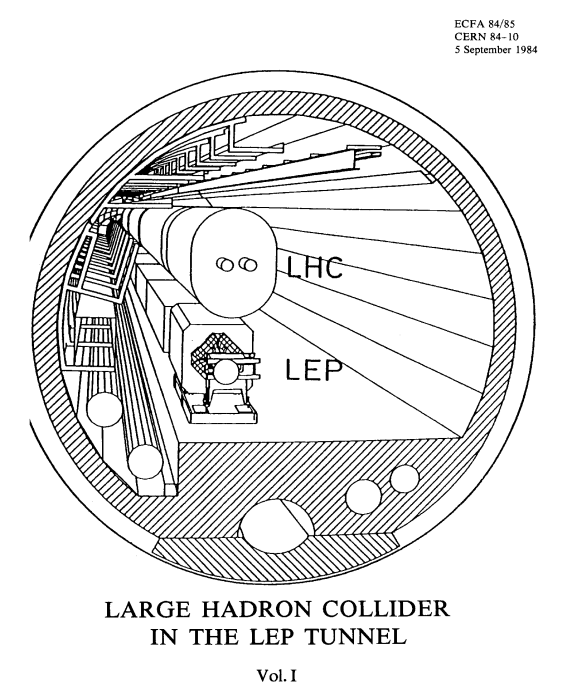 ECFA 84/85
CERN 84-10
5 September 1984
LHC
LEP
LARGE HADRON COLLIDER
IN THE LEP TUNNEL
Vol. I